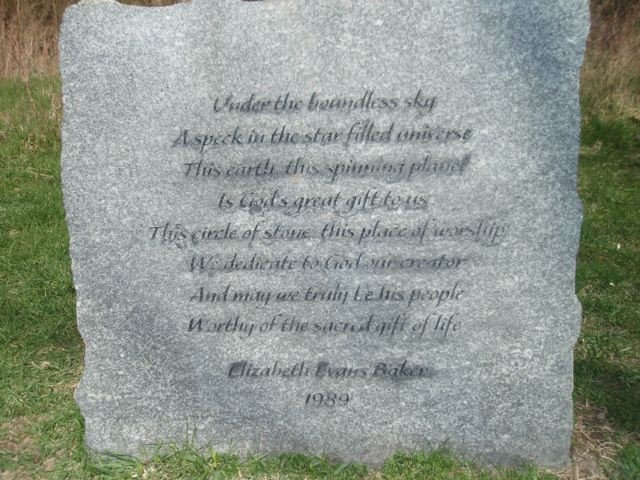 Under the boundless sky
A speck in the star filled universe
This earth, this spinning planet
Is God's great gift to us
This circle of stone, this place of worship
We dedicate to God our creator
And may we truly be his people
Worthy of the sacred gift of life
Elizabeth Evans Baker
1989